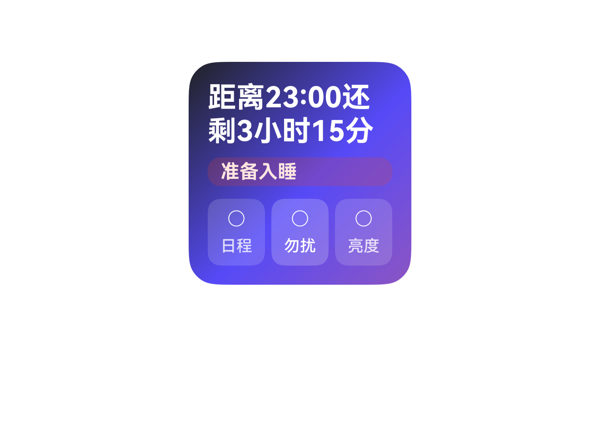 距离23:00还
剩3小时15分
准备入睡
日程
勿扰
亮度